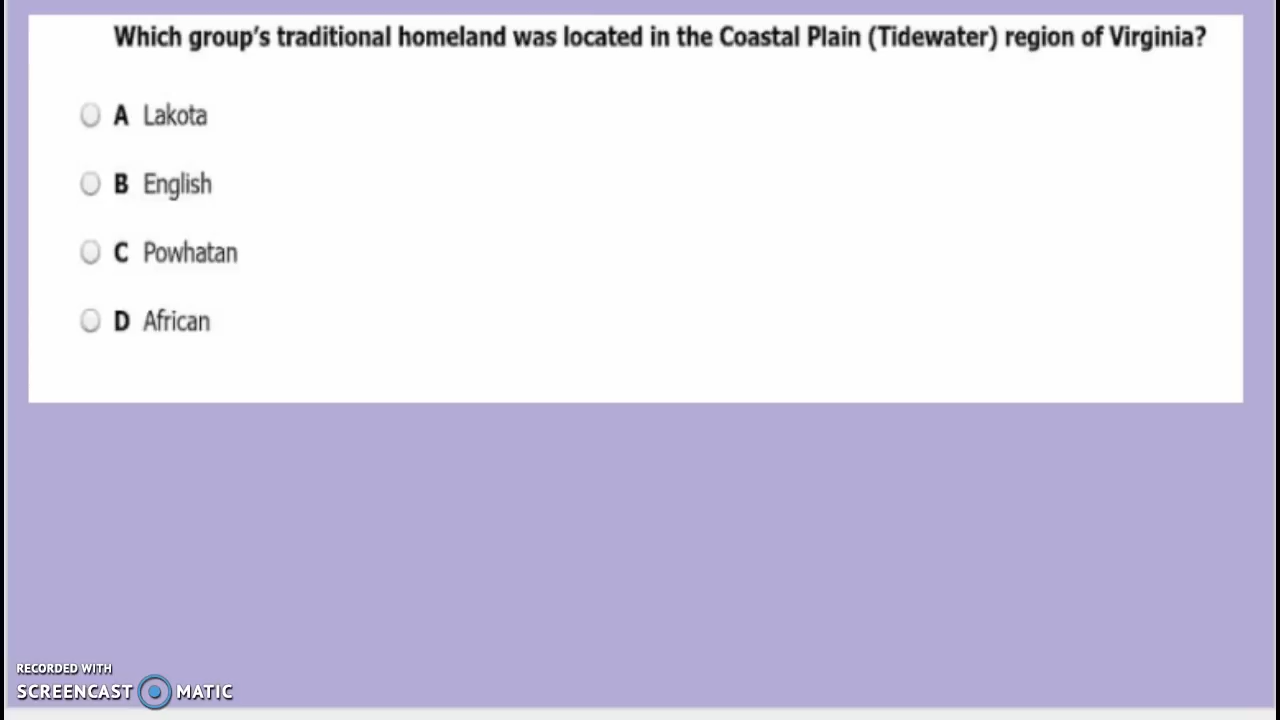 Which group's traditional homeland was located in the Coastal Plain (Tidewater) region of Virginia?
A Lakota
B English
C Powhatan
D African
RECORDED WITH
SCREENCAST MATIC